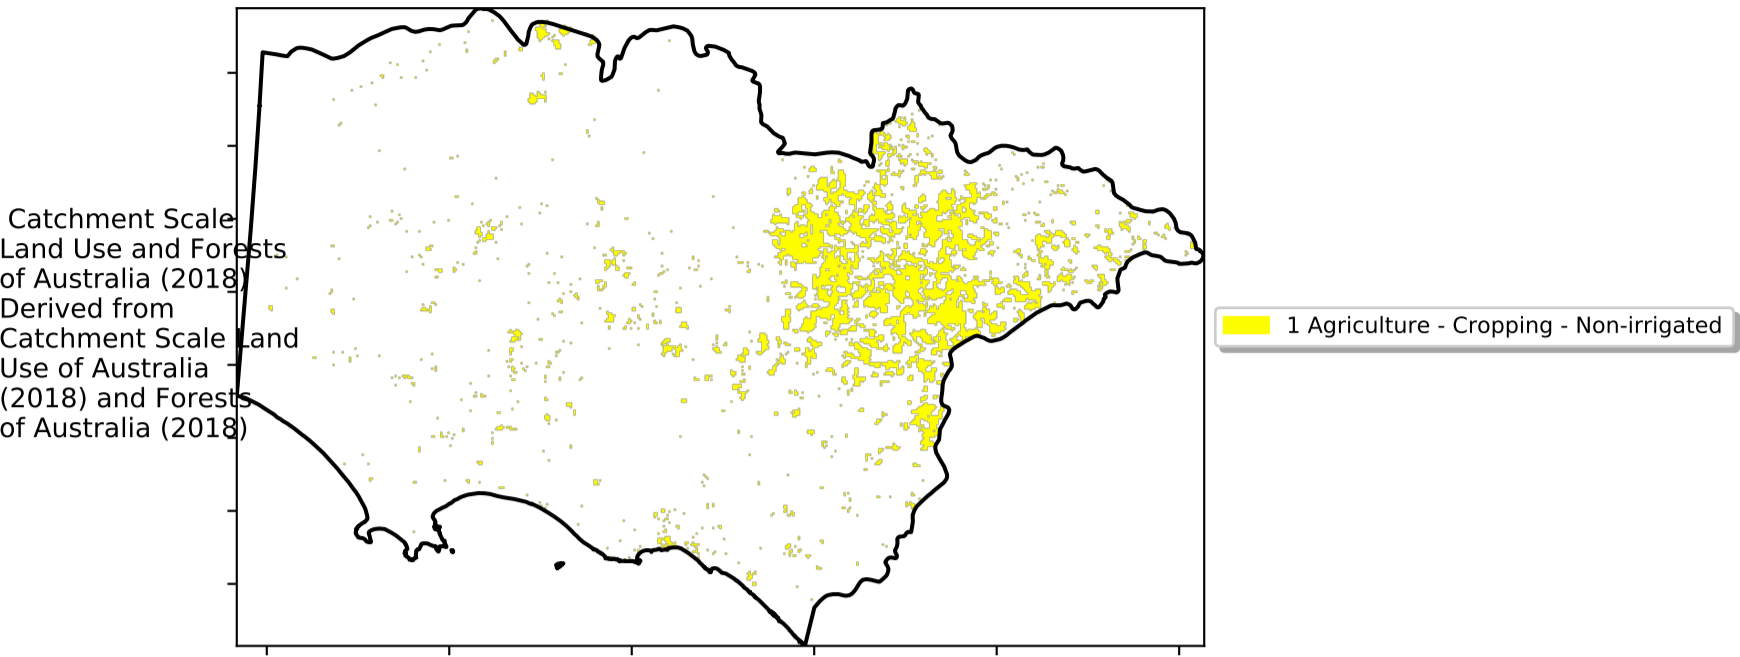 Catchment Scale
Land Use and Forests
of Australia (2018)
Derived from
Catchment Scale Land
Use of Australia
(2018) and Forests
of Australia (2018)
1 Agriculture - Cropping - Non-irrigated